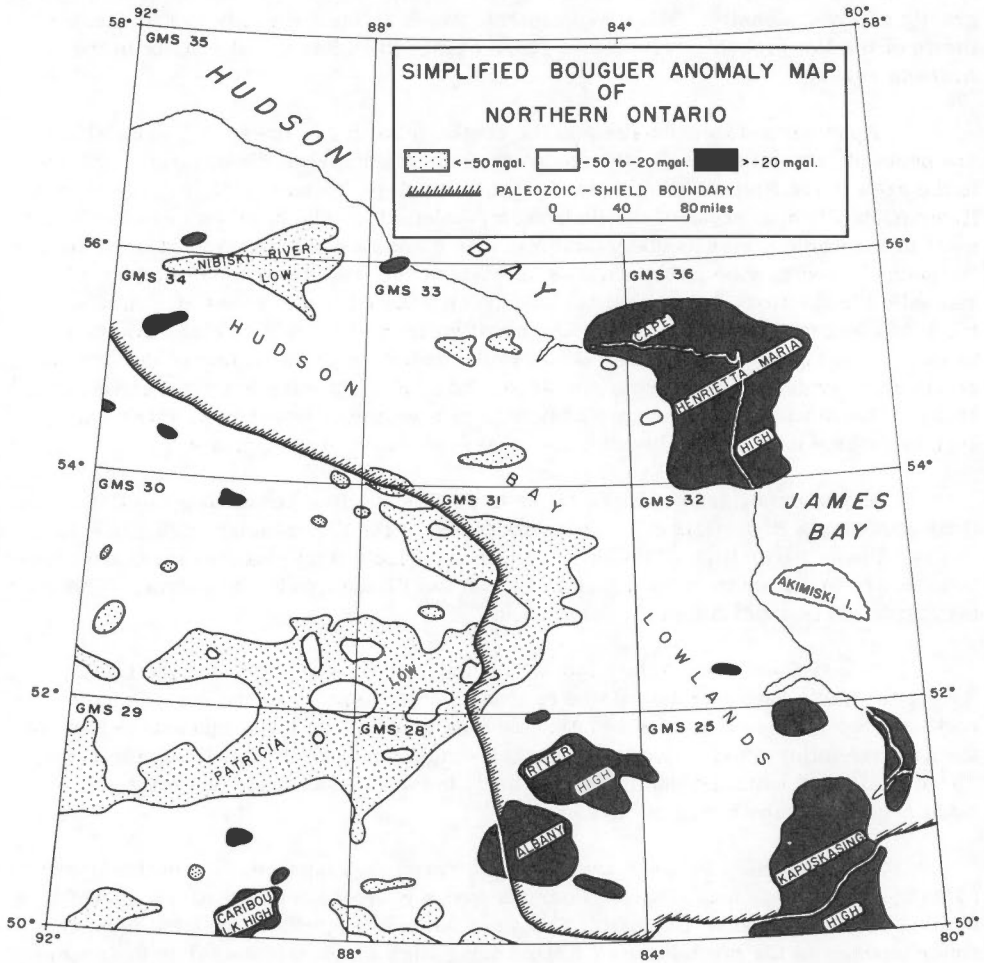 92°
88°
84°
80°
58°
58°
GMS 35
HUDSON
BAY
SIMPLIFIED BOUGUER ANOMALY MAP
OF
NORTHERN ONTARIO
<-50 mgal.
-50 to -20 mgal.
>-20 mgal.
PALEOZOIC-SHIELD BOUNDARY
0 40 80 miles
56°
56°
NIBISKI RIVER
LOW
GMS 34
GMS 33
GMS 36
HUDSON
BAY
CAPE
HENRIETTA MARIA
HIGH
54°
54°
GMS 30
GMS 31
GMS 32
JAMES
BAY
AKIMISKI I.
LOWLANDS
52°
52°
GMS 29
GMS 28
GMS 25
PATRICIA
LOW
RIVER
HIGH
ALBANY
KAPUSKASING
HIGH
CARIBOU
LK. HIGH
50°
50°
92°
88°
84°
80°